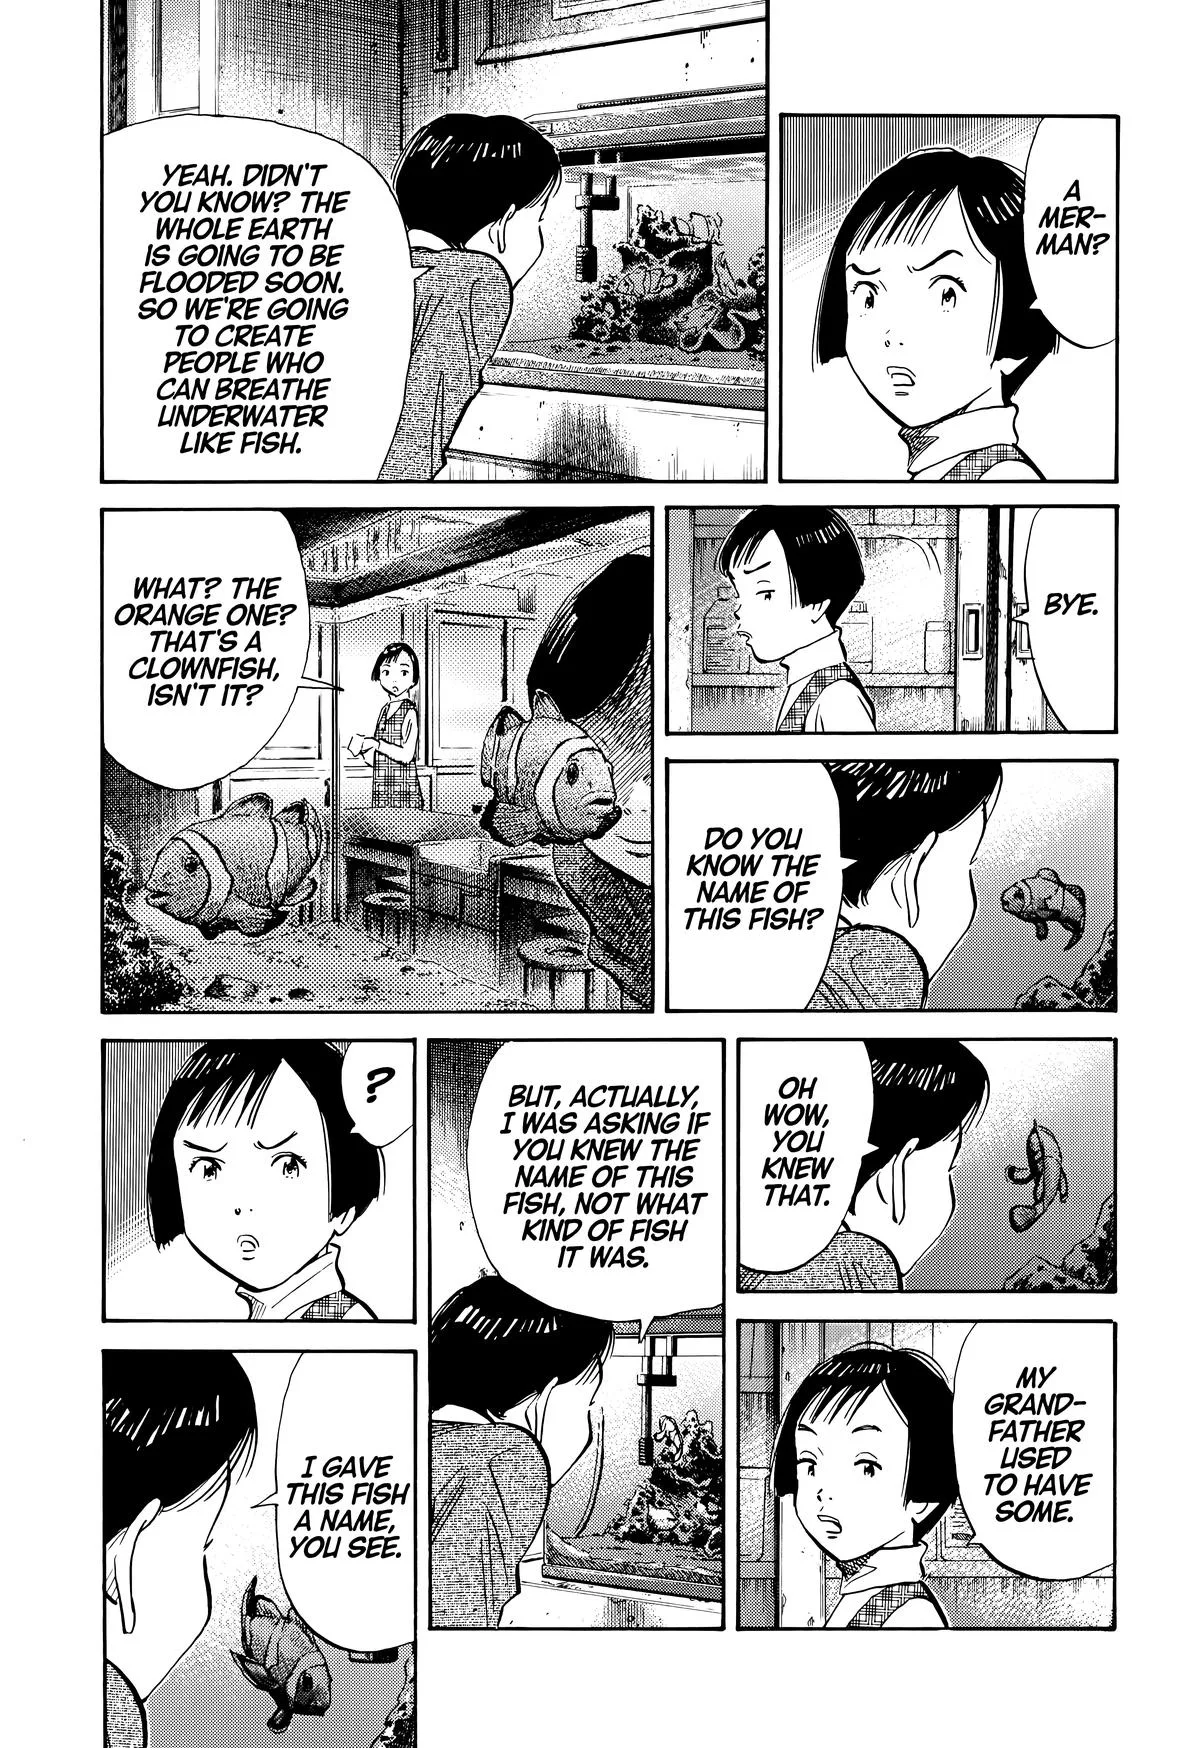 A
MER-
MAN?
YEAH. DIDN'T
YOU KNOW? THE
WHOLE EARTH
IS GOING TO BE
FLOODED SOON.
SO WE'RE GOING
TO CREATE
PEOPLE WHO
CAN BREATHE
UNDERWATER
LIKE FISH.
BYE.
DO YOU
KNOW THE
NAME OF
THIS FISH?
WHAT? THE
ORANGE ONE?
THAT'S A
CLOWNFISH,
ISN'T IT?
OH
WOW,
YOU
KNEW
THAT.
MY
GRAND-
FATHER
USED
TO HAVE
SOME.
BUT, ACTUALLY,
I WAS ASKING IF
YOU KNEW THE
NAME OF THIS
FISH, NOT WHAT
KIND OF FISH
IT WAS.
?
I GAVE
THIS FISH
A NAME,
YOU SEE.